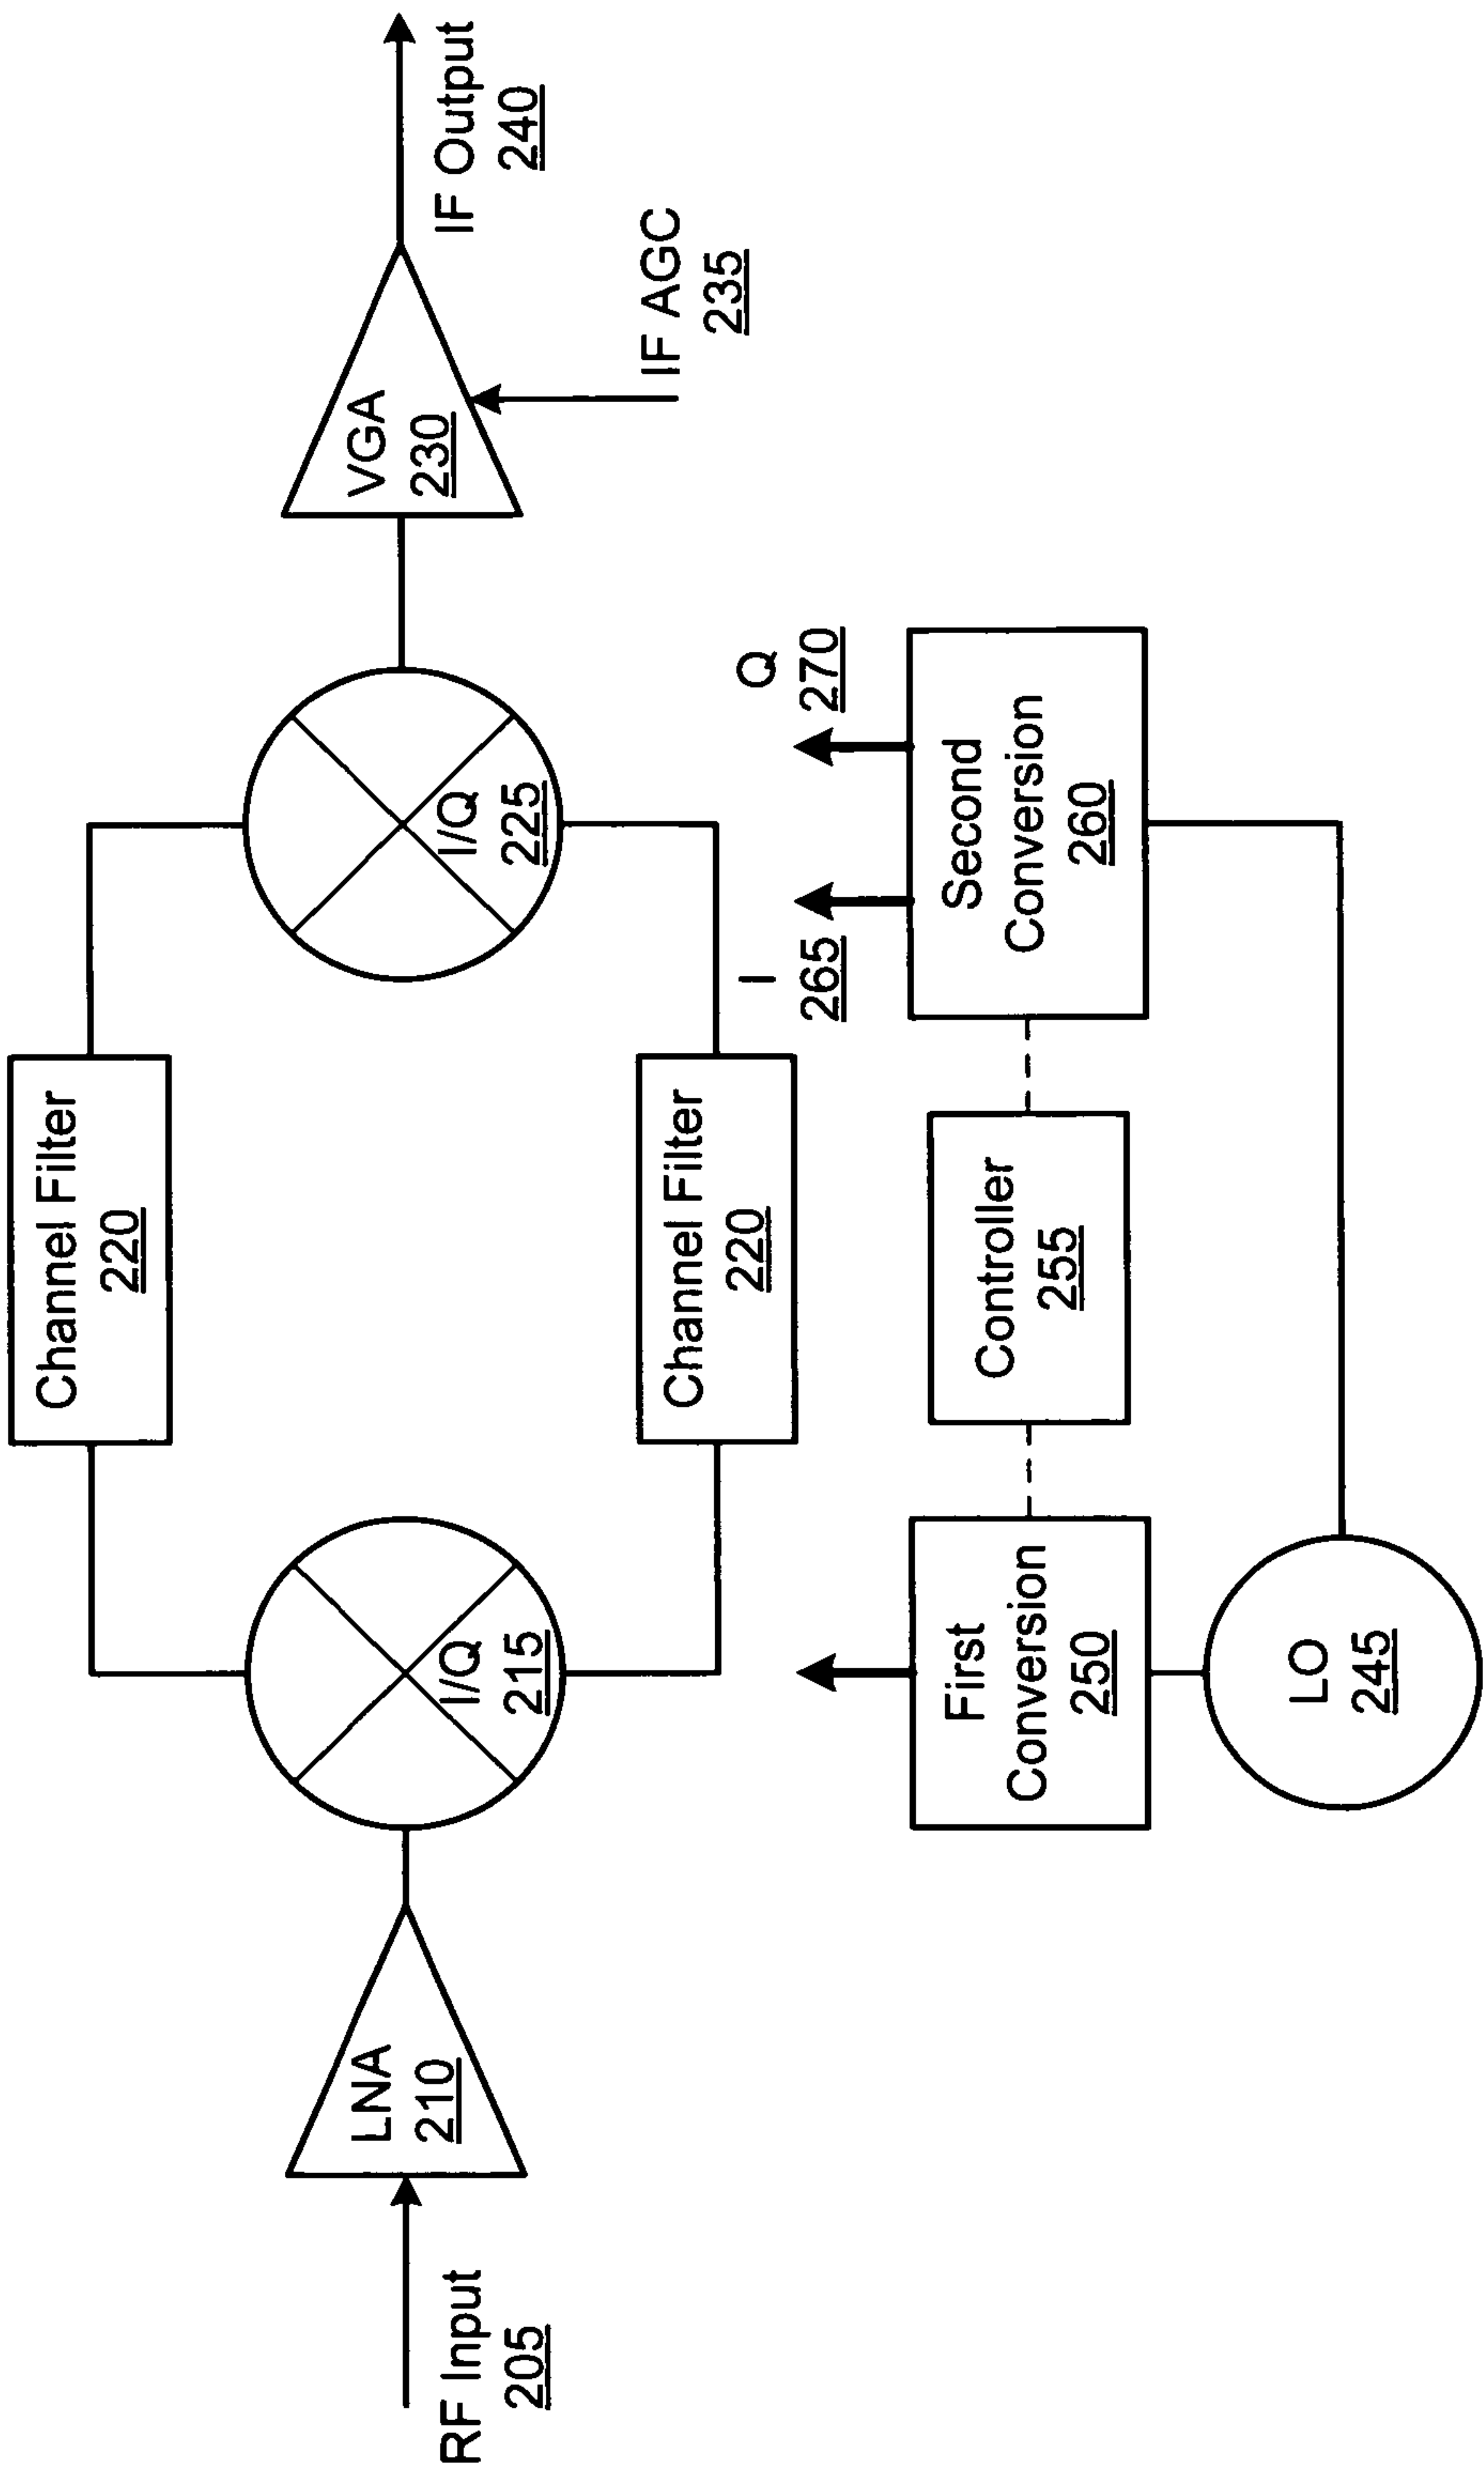 Channel Filter
220
RF Input
205
LNA
210
I/Q
215
I/Q
225
VGA
230
IF Output
240
IF AGC
235
Channel Filter
220
I
265
Q
270
First
Conversion
250
Controller
255
Second
Conversion
260
LO
245